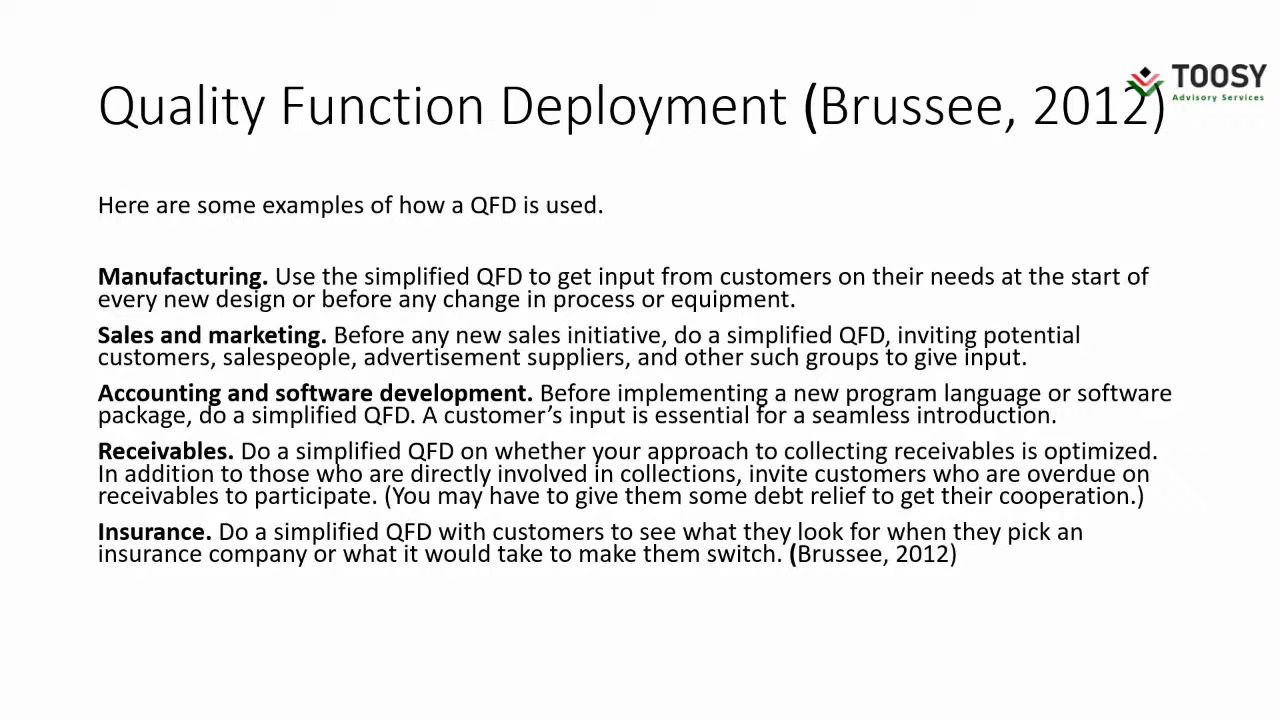 Quality Function Deployment (Brussee, 2012)
TOOSY
Advisory Services
Here are some examples of how a QFD is used.
Manufacturing. Use the simplified QFD to get input from customers on their needs at the start of
every new design or before any change in process or equipment.
Sales and marketing. Before any new sales initiative, do a simplified QFD, inviting potential
customers, salespeople, advertisement suppliers, and other such groups to give input.
Accounting and software development. Before implementing a new program language or software
package, do a simplified QFD. A customer’s input is essential for a seamless introduction.
Receivables. Do a simplified QFD on whether your approach to collecting receivables is optimized.
In addition to those who are directly involved in collections, invite customers who are overdue on
receivables to participate. (You may have to give them some debt relief to get their cooperation.)
Insurance. Do a simplified QFD with customers to see what they look for when they pick an
insurance company or what it would take to make them switch. (Brussee, 2012)